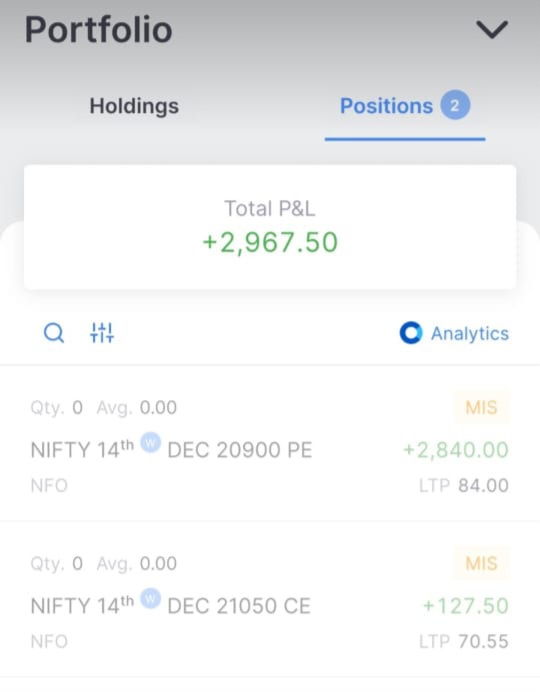 Portfolio
Holdings Positions 2
Total P&L
+2,967.50
Analytics
Qty. 0 Avg. 0.00 MIS
NIFTY 14th W DEC 20900 PE +2,840.00
NFO LTP 84.00
Qty. 0 Avg. 0.00 MIS
NIFTY 14th W DEC 21050 CE +127.50
NFO LTP 70.55